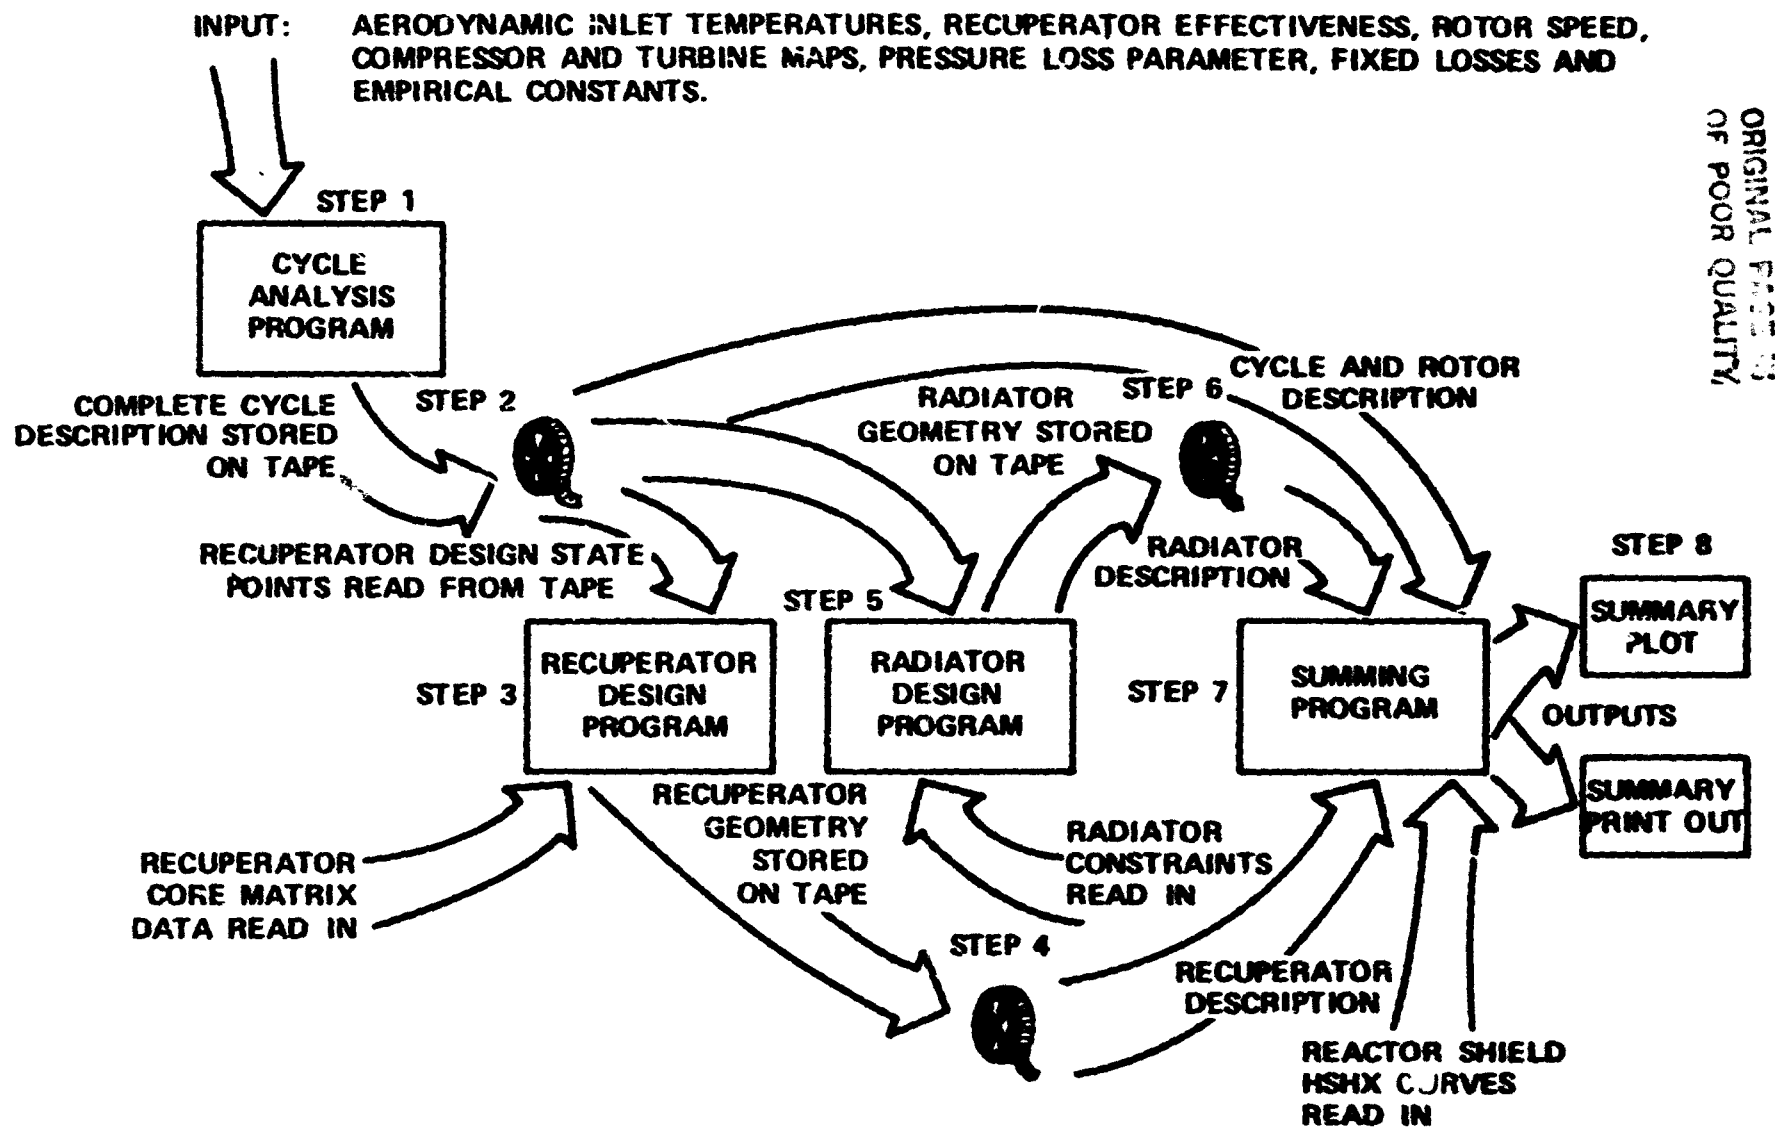 INPUT: AERODYNAMIC INLET TEMPERATURES, RECUPERATOR EFFECTIVENESS, ROTOR SPEED,
COMPRESSOR AND TURBINE MAPS, PRESSURE LOSS PARAMETER, FIXED LOSSES AND
EMPIRICAL CONSTANTS.
ORIGINAL
OF POOR QUALITY
STEP 1
CYCLE
ANALYSIS
PROGRAM
COMPLETE CYCLE
DESCRIPTION STORED
ON TAPE
STEP 2
RADIATOR
GEOMETRY STORED
ON TAPE
STEP 6
CYCLE AND ROTOR
DESCRIPTION
RECUPERATOR DESIGN STATE
POINTS READ FROM TAPE
RADIATOR
DESCRIPTION
STEP 3
RECUPERATOR
DESIGN
PROGRAM
STEP 5
RADIATOR
DESIGN
PROGRAM
STEP 7
SUMMING
PROGRAM
STEP 8
SUMMARY
PLOT
OUTPUTS
SUMMARY
PRINT OUT
RECUPERATOR
CORE MATRIX
DATA READ IN
RECUPERATOR
GEOMETRY
STORED
ON TAPE
RADIATOR
CONSTRAINTS
READ IN
STEP 4
RECUPERATOR
DESCRIPTION
REACTOR SHIELD
HSHX CURVES
READ IN